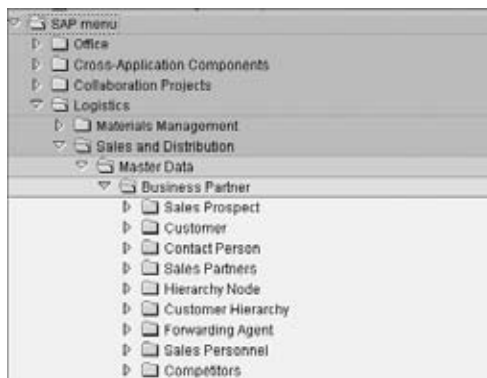 SAP menu
Office
Cross-Application Components
Collaboration Projects
Logistics
Materials Management
Sales and Distribution
Master Data
Business Partner
Sales Prospect
Customer
Contact Person
Sales Partners
Hierarchy Node
Customer Hierarchy
Forwarding Agent
Sales Personnel
Competitors